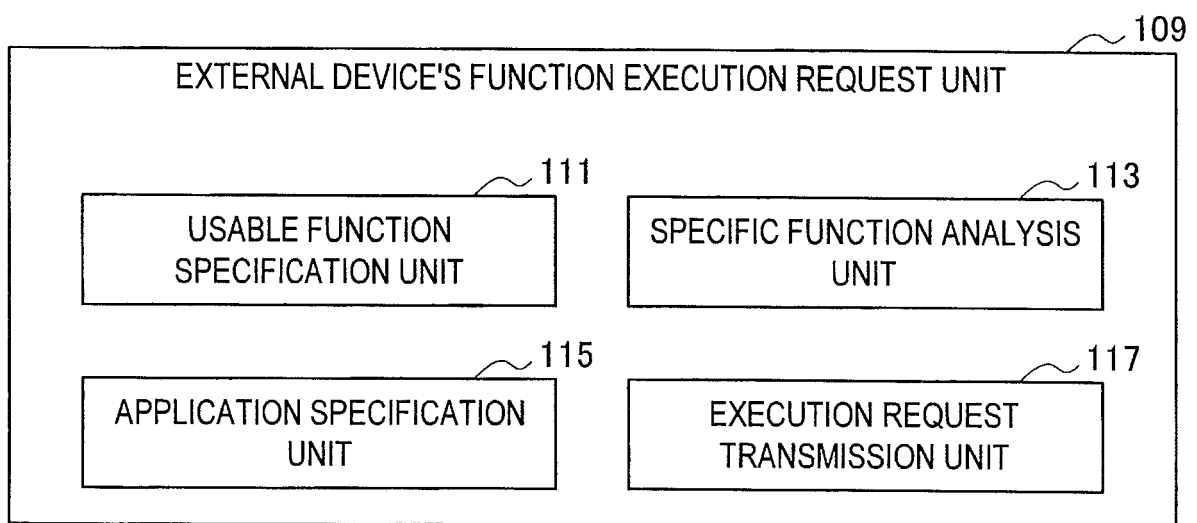 109
EXTERNAL DEVICE'S FUNCTION EXECUTION REQUEST UNIT
111
USABLE FUNCTION
SPECIFICATION UNIT
113
SPECIFIC FUNCTION ANALYSIS
UNIT
115
APPLICATION SPECIFICATION
UNIT
117
EXECUTION REQUEST
TRANSMISSION UNIT